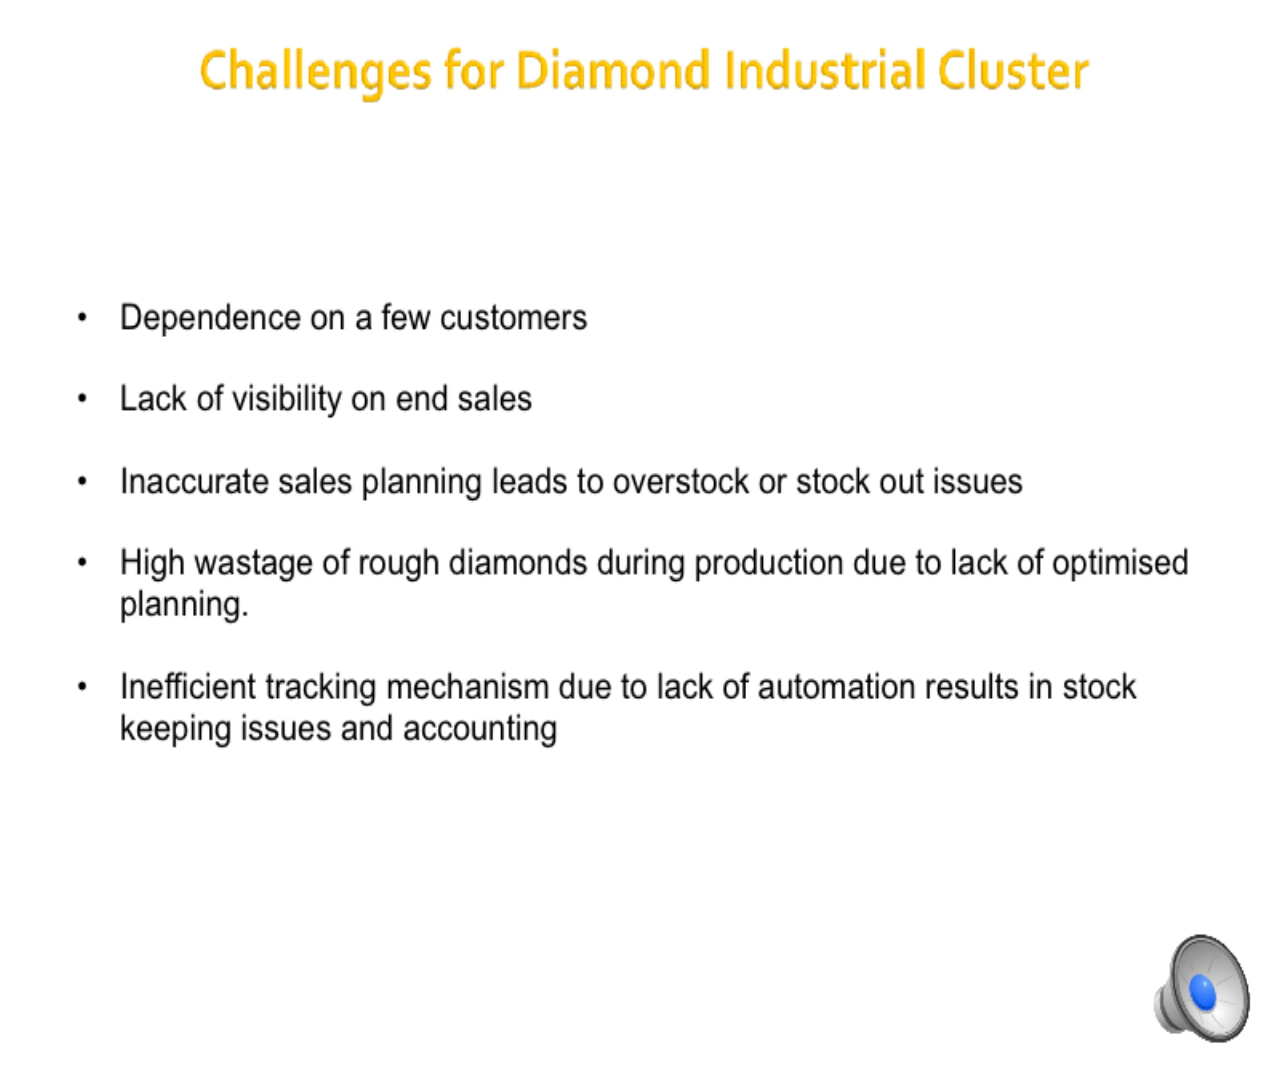 Challenges for Diamond Industrial Cluster
• Dependence on a few customers
• Lack of visibility on end sales
• Inaccurate sales planning leads to overstock or stock out issues
• High wastage of rough diamonds during production due to lack of optimised
planning.
• Inefficient tracking mechanism due to lack of automation results in stock
keeping issues and accounting